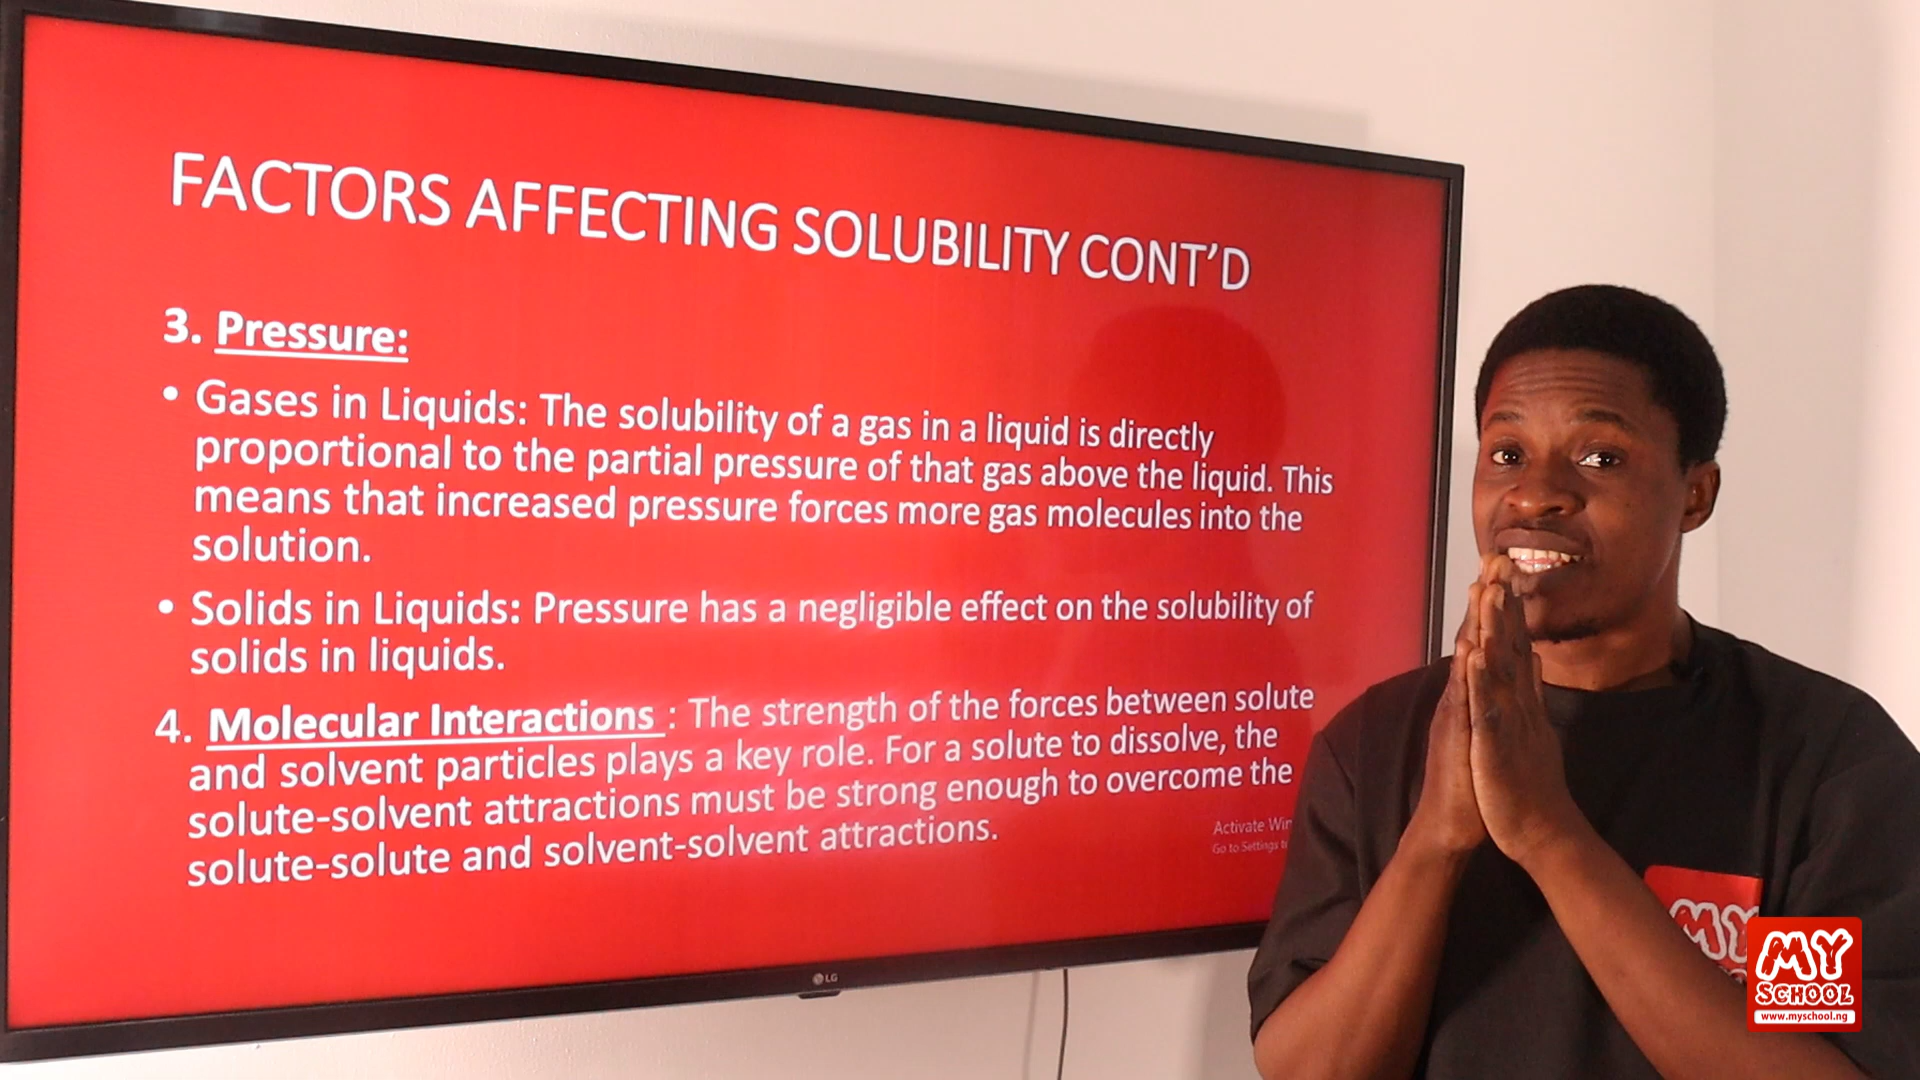 FACTORS AFFECTING SOLUBILITY CONT'D
3. Pressure:
• Gases in Liquids: The solubility of a gas in a liquid is directly
proportional to the partial pressure of that gas above the liquid. This
means that increased pressure forces more gas molecules into the
solution.
• Solids in Liquids: Pressure has a negligible effect on the solubility of
solids in liquids.
4. Molecular Interactions : The strength of the forces between solute
and solvent particles plays a key role. For a solute to dissolve, the
solute-solvent attractions must be strong enough to overcome the
solute-solute and solvent-solvent attractions.
Activate
Go to Settings
LG
MY
MY
SCHOOL
www.myschool.ng